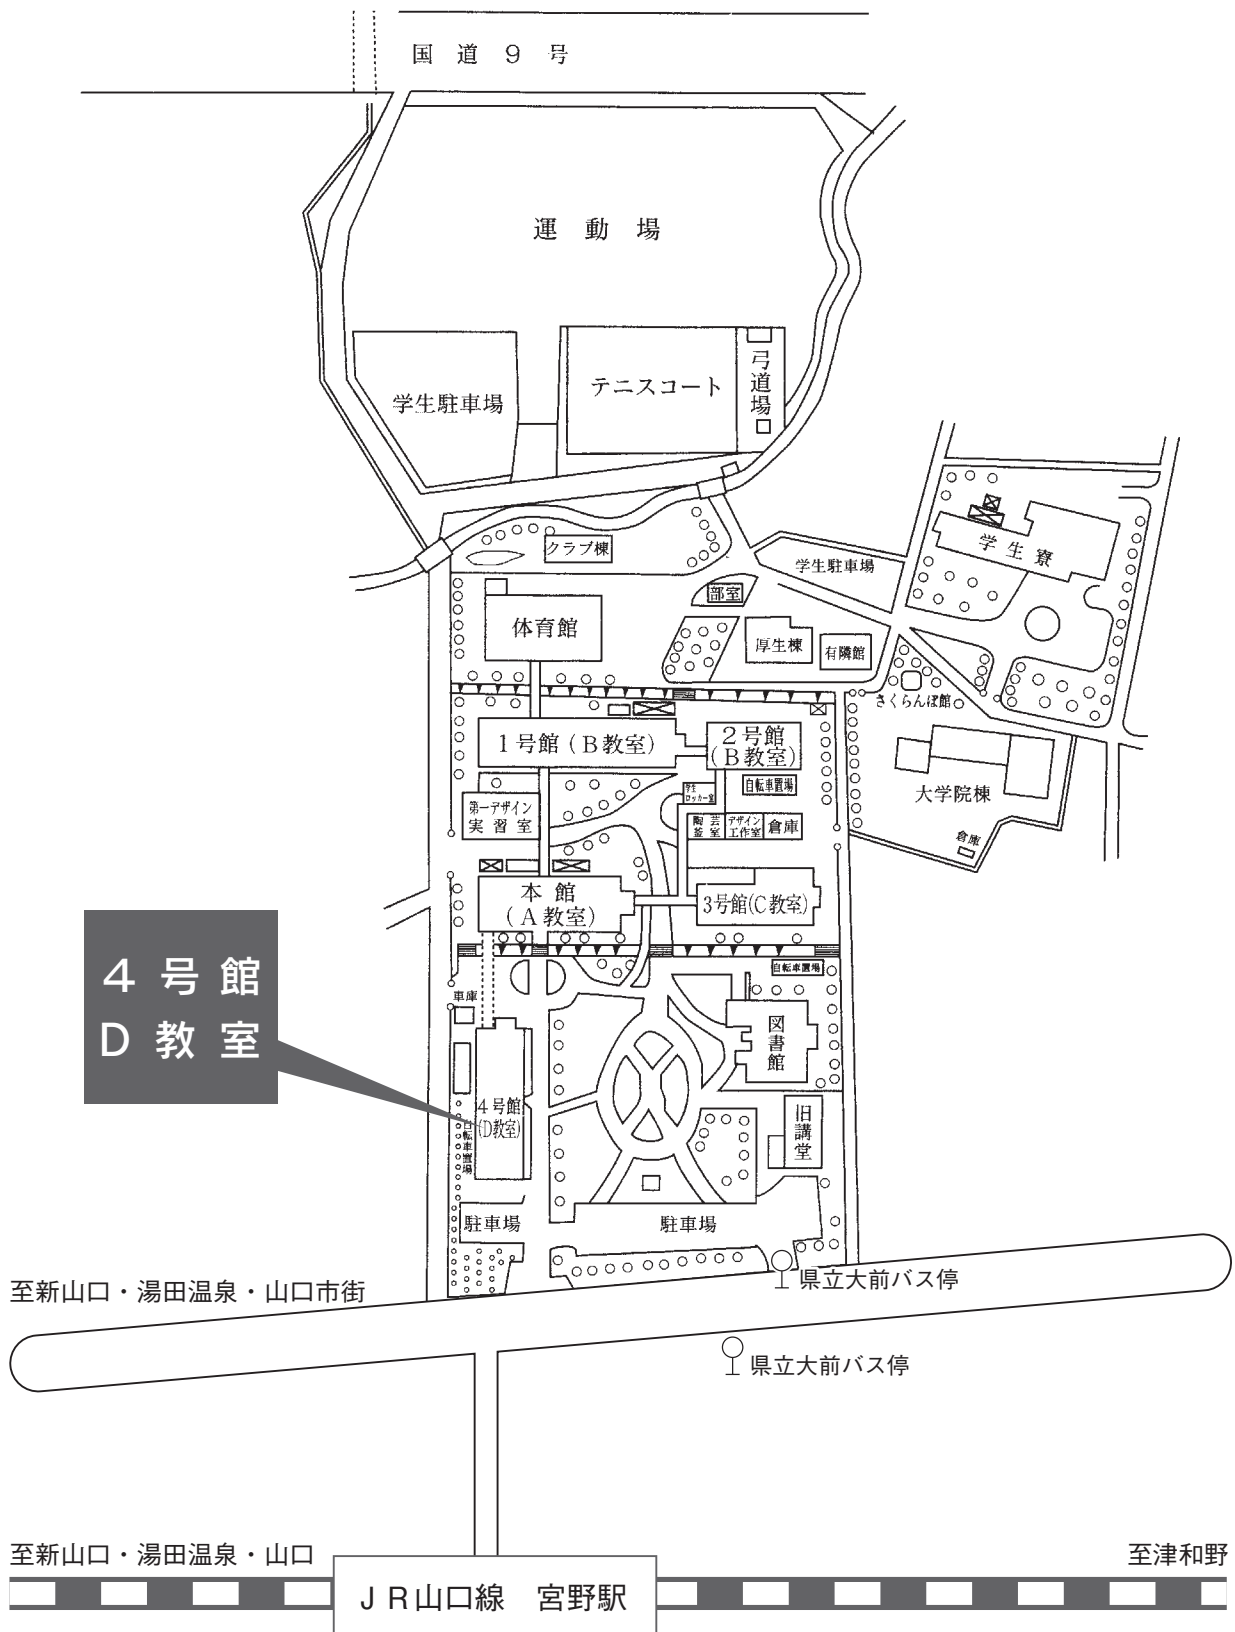 国道9号
運動場
学生駐車場
テニスコート
弓道場
クラブ棟
学生駐車場
学生寮
部室
体育館
厚生棟
有隣館
さくらんぼ館
1号館(B教室)
2号館
(B教室)
自転車置場
学生
ロッカー室
第一デザイン
実習室
陶芸
釜室
デザイン
工作室
倉庫
大学院棟
倉庫
本館
(A教室)
3号館(C教室)
4号館
D教室
自転車置場
車庫
図書館
4号館
(D教室)
自転車置場
旧講堂
駐車場
駐車場
至新山口・湯田温泉・山口市街
県立大前バス停
県立大前バス停
至新山口・湯田温泉・山口
至津和野
JR山口線 宮野駅